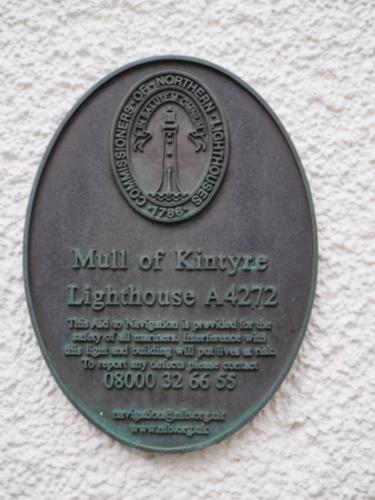 COMMISSIONERS · OF · NORTHERN · LIGHTHOUSES
IN SALUTEM OMNIUM
· 1786 ·
Mull of Kintyre
Lighthouse A4272
This Aid to Navigation is provided for the
safety of all mariners. Interference with
this light and building will put lives at risk.
To report any defects please contact
08000 32 66 55
navigation@nlb.org.uk
www.nlb.org.uk